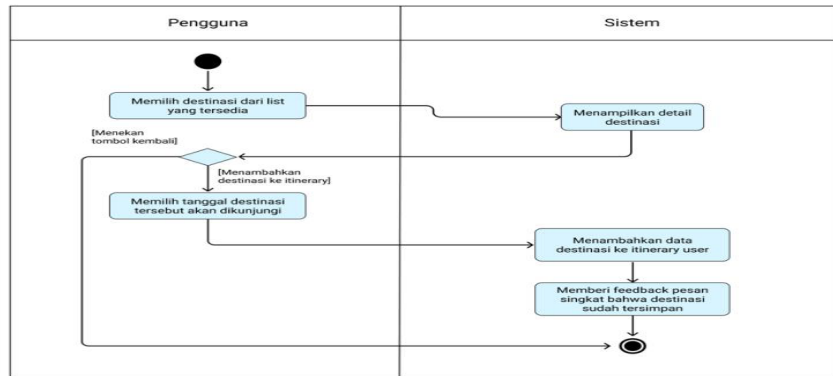 Pengguna
Sistem
Memilih destinasi dari list
yang tersedia
Menampilkan detail
destinasi
[Menekan
tombol kembali]
[Menambahkan
destinasi ke itinerary]
Memilih tanggal destinasi
tersebut akan dikunjungi
Menambahkan data
destinasi ke itinerary user
Memberi feedback pesan
singkat bahwa destinasi
sudah tersimpan